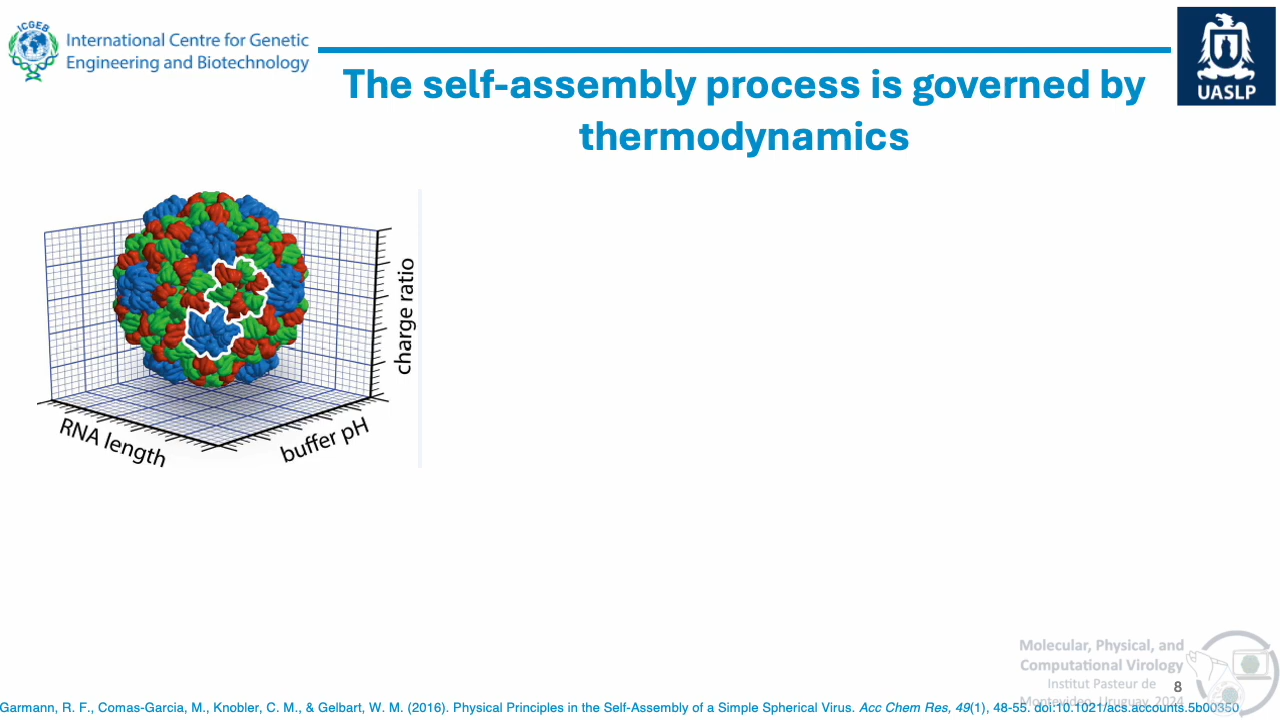 ICGEB
International Centre for Genetic
Engineering and Biotechnology
UASLP
The self-assembly process is governed by
thermodynamics
charge ratio
RNA length
buffer pH
Molecular, Physical, and
Computational Virology
Institut Pasteur de
8
Montevideo, Uruguay, 2024
Garmann, R. F., Comas-Garcia, M., Knobler, C. M., & Gelbart, W. M. (2016). Physical Principles in the Self-Assembly of a Simple Spherical Virus. Acc Chem Res, 49(1), 48-55. doi:10.1021/acs.accounts.5b00350